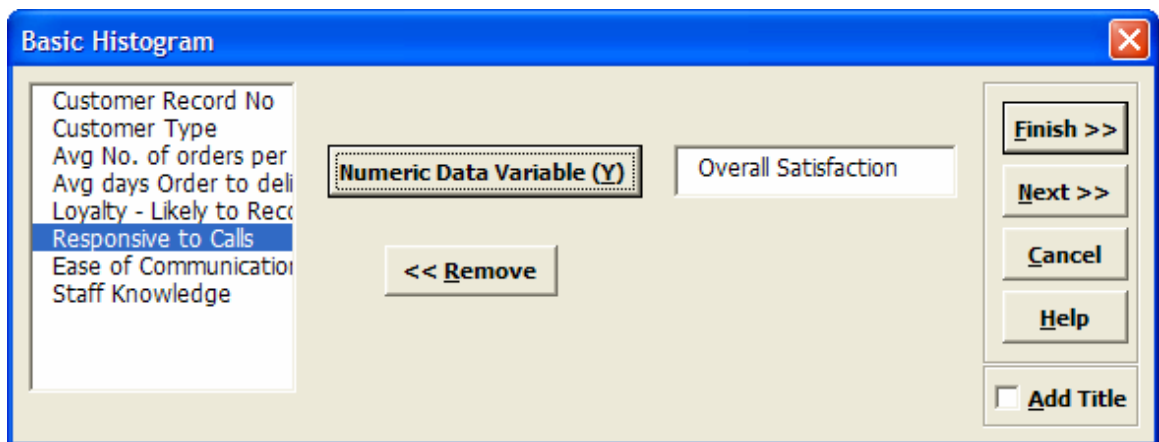 Basic Histogram
Customer Record No
Customer Type
Avg No. of orders per
Avg days Order to deli
Loyalty - Likely to Reco
Responsive to Calls
Ease of Communication
Staff Knowledge
Numeric Data Variable (Y)
<< Remove
Overall Satisfaction
Finish >>
Next >>
Cancel
Help
Add Title